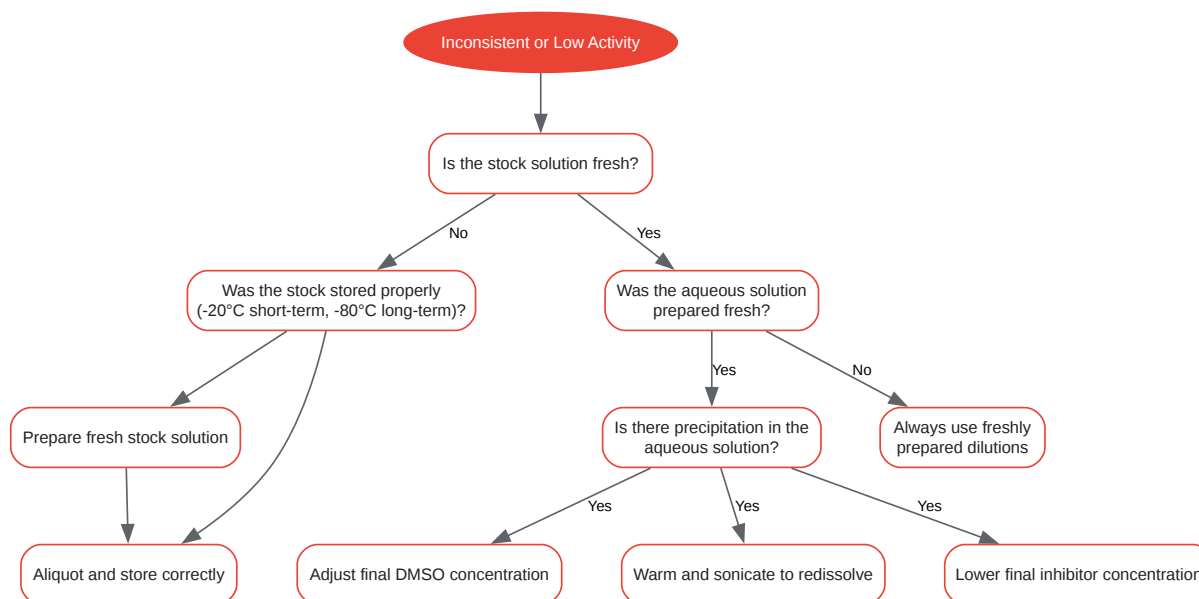 Inconsistent or Low Activity
Is the stock solution fresh?
No
Yes
Was the stock stored properly
(-20°C short-term, -80°C long-term)?
Was the aqueous solution
prepared fresh?
Yes
No
Prepare fresh stock solution
Is there precipitation in the
aqueous solution?
Always use freshly
prepared dilutions
Yes
Yes
Yes
Aliquot and store correctly
Adjust final DMSO concentration
Warm and sonicate to redissolve
Lower final inhibitor concentration